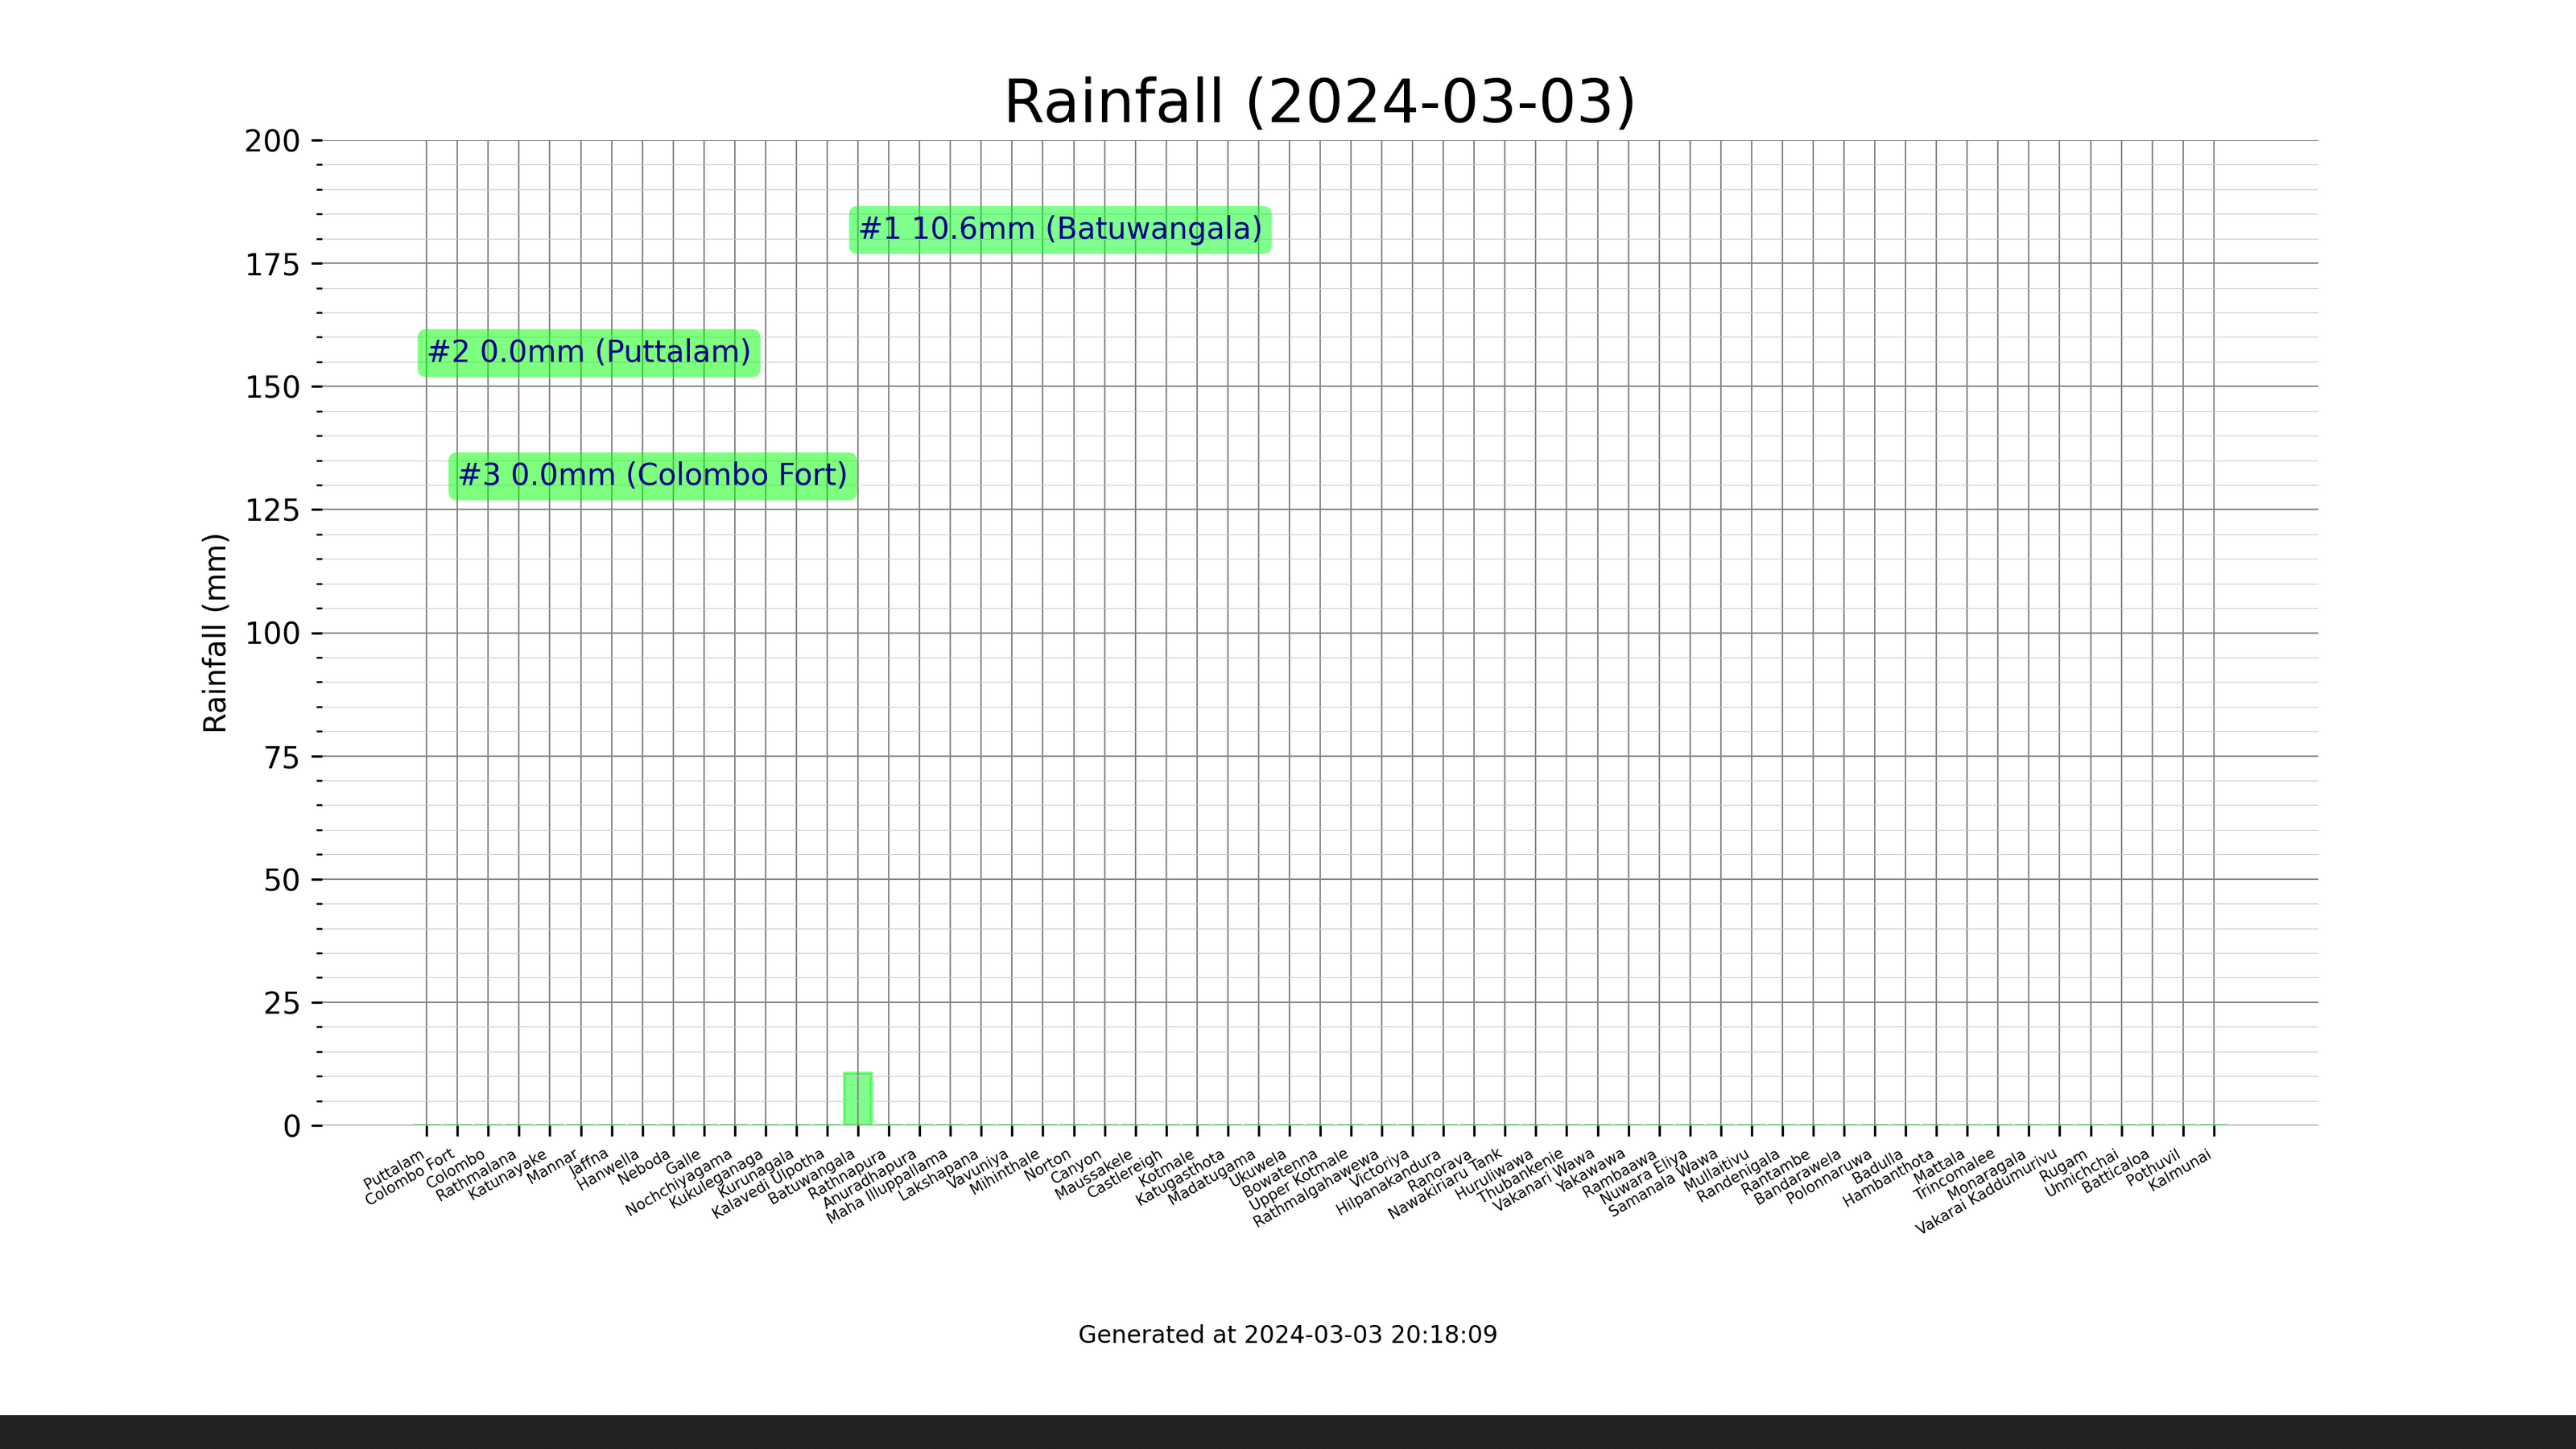 Rainfall (2024-03-03)
200
175
150
125
100
75
50
25
0
Rainfall (mm)
#1 10.6mm (Batuwangala)
#2 0.0mm (Puttalam)
#3 0.0mm (Colombo Fort)
Puttalam
Colombo Fort
Colombo
Rathmalana
Katunayake
Mannar
Jaffna
Hanwella
Neboda
Galle
Nochchiyagama
Kukuleganaga
Kurunagala
Kalavedi Ulpotha
Batuwangala
Rathnapura
Anuradhapura
Maha Illuppallama
Lakshapana
Vavuniya
Mihinthale
Norton
Canyon
Maussakele
Castlereigh
Kotmale
Katugasthota
Madatugama
Ukuwela
Bowatenna
Upper Kotmale
Rathmalgahawewa
Victoriya
Hilpanakandura
Ranorava
Nawakiriaru Tank
Huruliwawa
Thubankenie
Vakanari Wawa
Yakawawa
Rambaawa
Nuwara Eliya
Samanala Wawa
Mullaitivu
Randenigala
Rantambe
Bandarawela
Polonnaruwa
Badulla
Hambanthota
Mattala
Trincomalee
Monaragala
Vakarai Kaddumurivu
Rugam
Unnichchai
Batticaloa
Pothuvil
Kalmunai
Generated at 2024-03-03 20:18:09